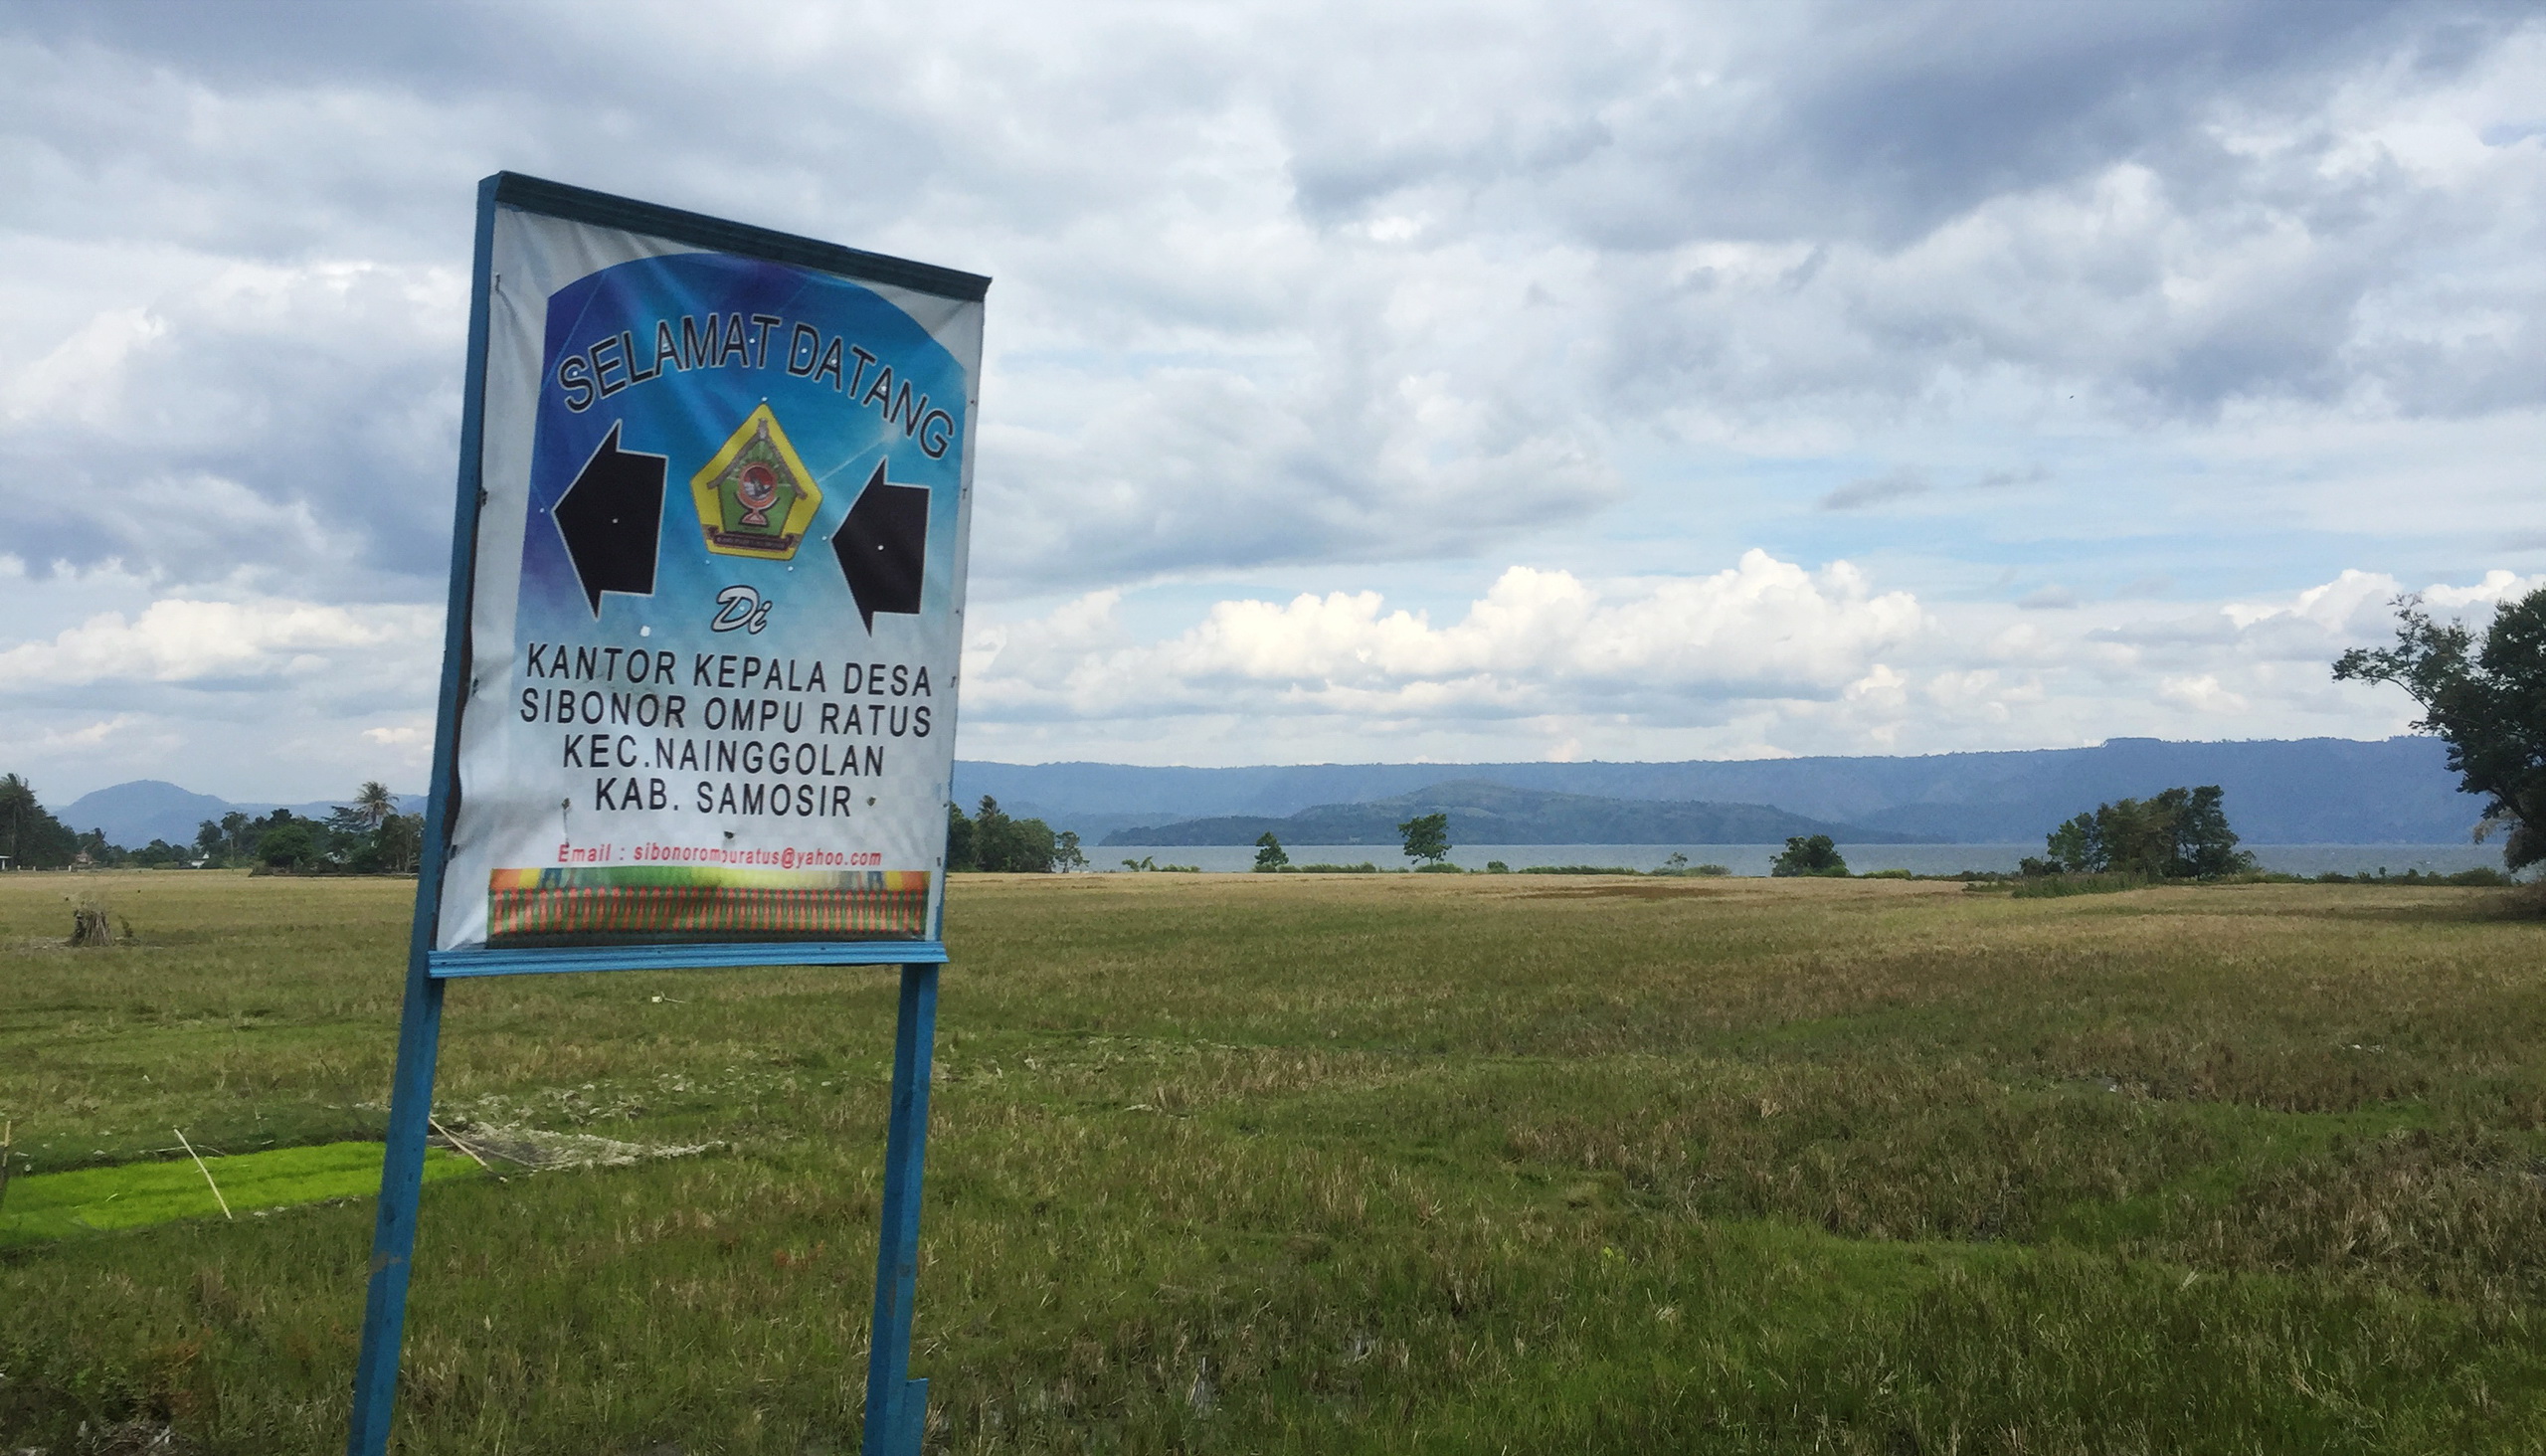 SELAMAT DATANG
Di
KANTOR KEPALA DESA
SIBONOR OMPU RATUS
KEC.NAINGGOLAN
KAB. SAMOSIR
Email : sibonorompuratus@yahoo.com